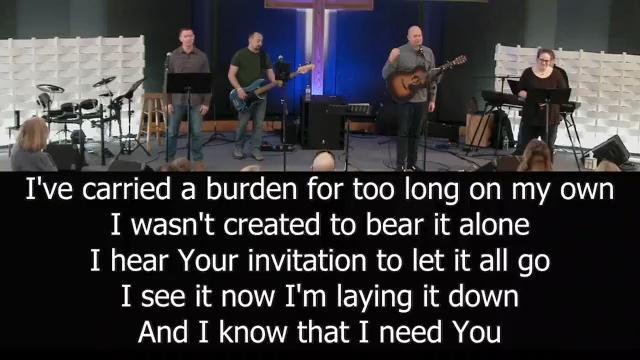 I've carried a burden for too long on my own
I wasn't created to bear it alone
I hear Your invitation to let it all go
I see it now I'm laying it down
And I know that I need You